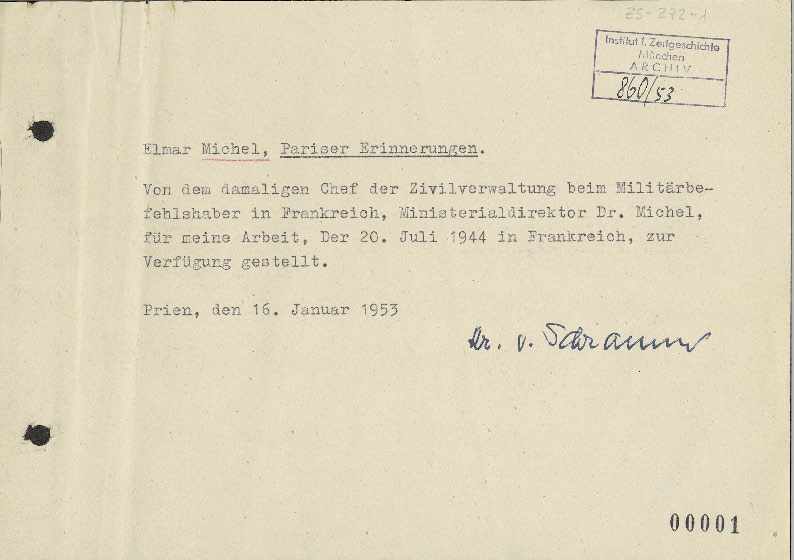 ZS-272-1
Institut f. Zeitgeschichte
München
ARCHIV
860/53
Elmar Michel, Pariser Erinnerungen.
Von dem damaligen Chef der Zivilverwaltung beim Militärbe-
fehlshaber in Frankreich, Ministerialdirektor Dr. Michel,
für meine Arbeit, Der 20. Juli 1944 in Frankreich, zur
Verfügung gestellt.
Prien, den 16. Januar 1953
Dr. v. Schramm
00001